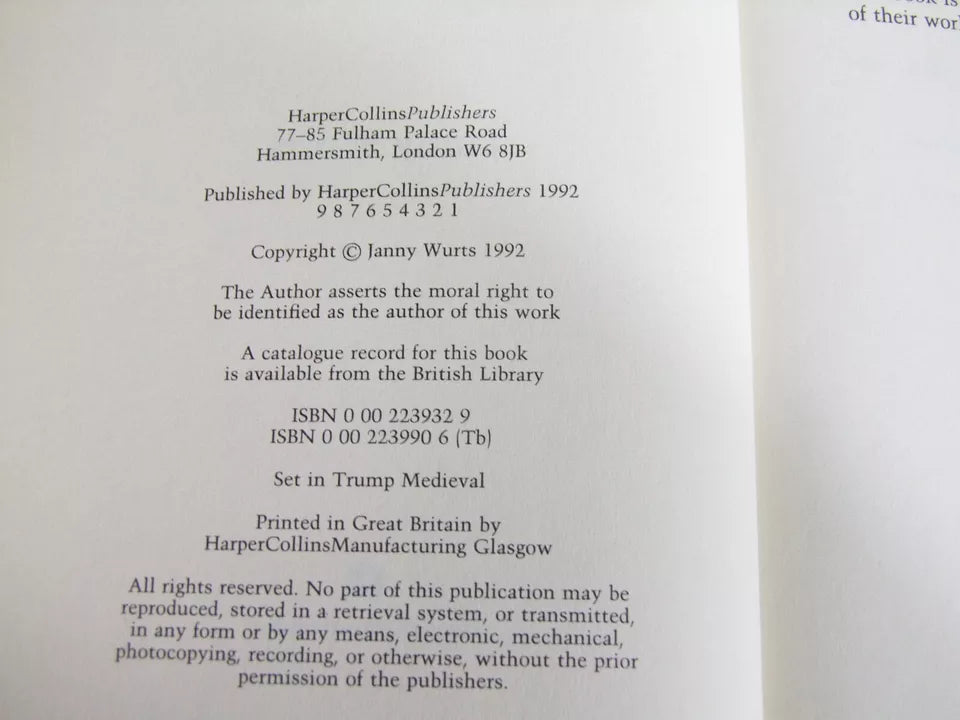 HarperCollinsPublishers
77–85 Fulham Palace Road
Hammersmith, London W6 8JB
Published by HarperCollinsPublishers 1992
9 8 7 6 5 4 3 2 1
Copyright © Janny Wurts 1992
The Author asserts the moral right to
be identified as the author of this work
A catalogue record for this book
is available from the British Library
ISBN 0 00 223932 9
ISBN 0 00 223990 6 (Tb)
Set in Trump Medieval
Printed in Great Britain by
HarperCollinsManufacturing Glasgow
All rights reserved. No part of this publication may be
reproduced, stored in a retrieval system, or transmitted,
in any form or by any means, electronic, mechanical,
photocopying, recording, or otherwise, without the prior
permission of the publishers.
of their